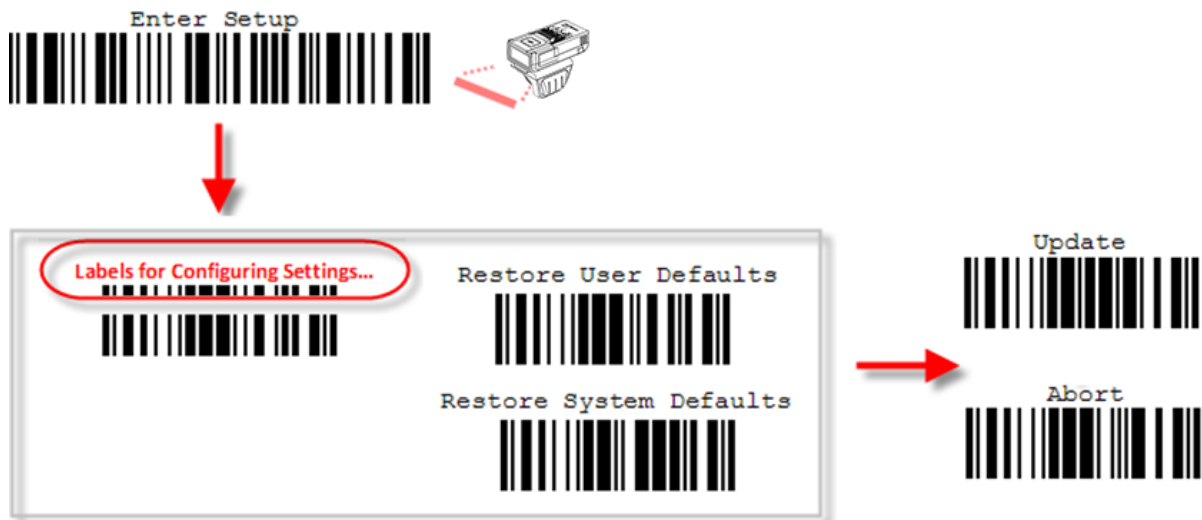 Enter Setup
Labels for Configuring Settings...
Restore User Defaults
Restore System Defaults
Update
Abort